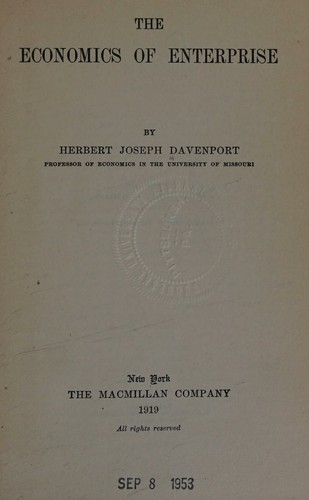 THE
ECONOMICS OF ENTERPRISE
BY
HERBERT JOSEPH DAVENPORT
PROFESSOR OF ECONOMICS IN THE UNIVERSITY OF MISSOURI
New York
THE MACMILLAN COMPANY
1919
All rights reserved
SEP 8 1953